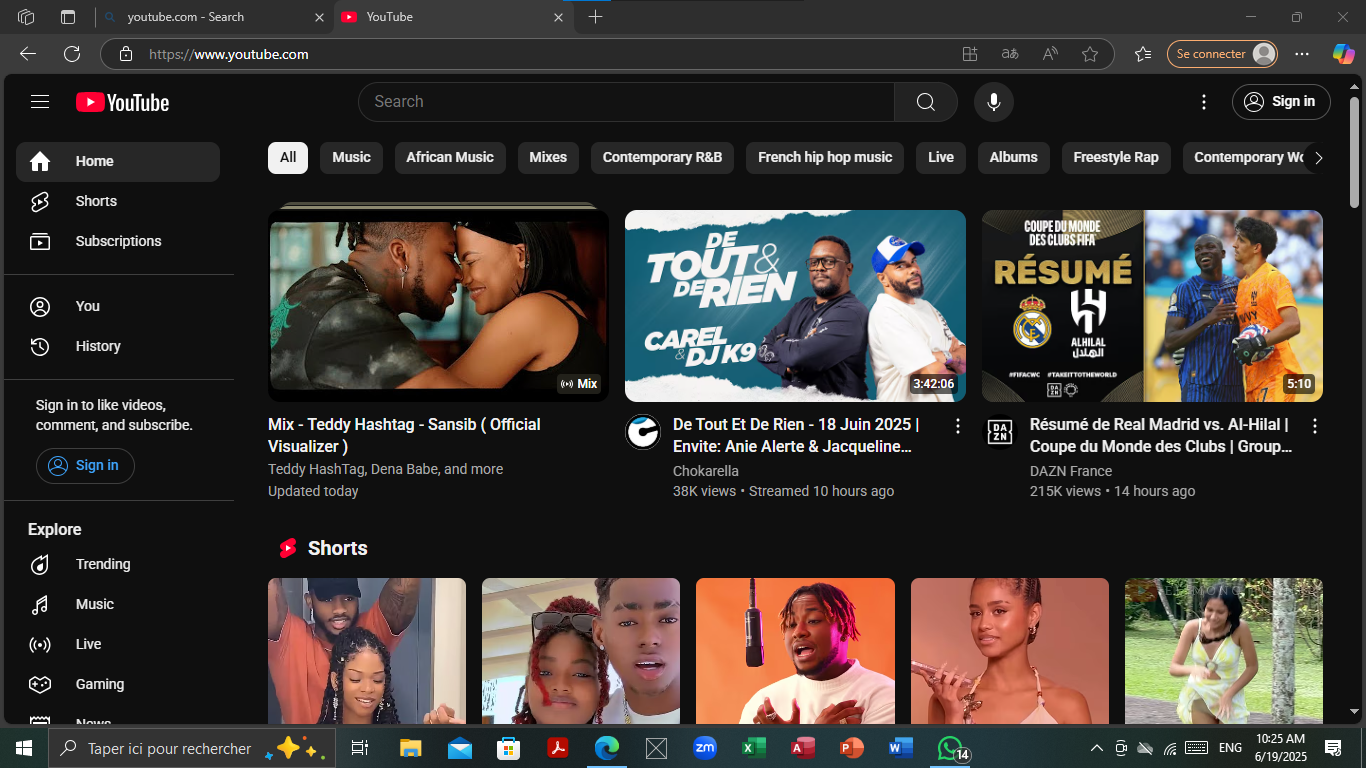 youtube.com - Search
YouTube
https://www.youtube.com
Se connecter
YouTube
Search
Sign in
Home
Shorts
Subscriptions
You
History
Sign in to like videos,
comment, and subscribe.
Sign in
Explore
Trending
Music
Live
Gaming
News
All
Music
African Music
Mixes
Contemporary R&B
French hip hop music
Live
Albums
Freestyle Rap
Contemporary Wo
Mix
Mix - Teddy Hashtag - Sansib ( Official
Visualizer )
Teddy HashTag, Dena Babe, and more
Updated today
DE
TOUT &
DE RIEN
CAREL
& DJ K9
3:42:06
De Tout Et De Rien - 18 Juin 2025 |
Envite: Anie Alerte & Jacqueline...
Chokarella
38K views • Streamed 10 hours ago
COUPE DU MONDE
DES CLUBS FIFA
RÉSUMÉ
ALHILAL
الهلال
#FIFACWC #TAKEITTOTHEWORLD
DAZN
5:10
DAZN
Résumé de Real Madrid vs. Al-Hilal |
Coupe du Monde des Clubs | Group...
DAZN France
215K views • 14 hours ago
Shorts
Taper ici pour rechercher
zm
14
ENG
10:25 AM
6/19/2025